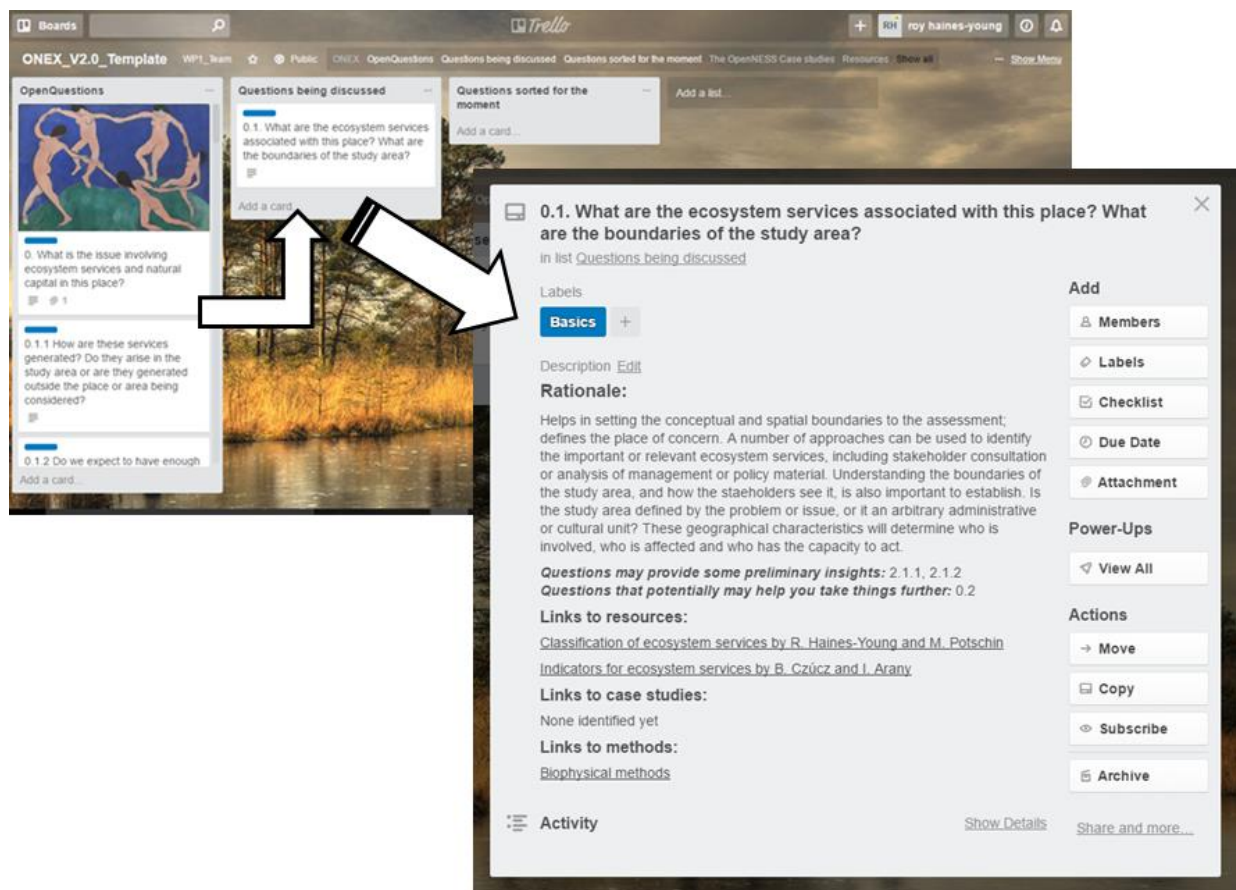 Boards
Trello
+ RH roy haines-young
ONEX_V2.0_Template WP1_Team Public ONEX OpenQuestions Questions being discussed Questions sorted for the moment The OpenNESS Case studies Resources Show all ··· Show Menu
OpenQuestions ···
0. What is the issue involving
ecosystem services and natural
capital in this place?
1
0.1.1 How are these services
generated? Do they arise in the
study area or are they generated
outside the place or area being
considered?
0.1.2 Do we expect to have enough
Add a card...
Questions being discussed ···
0.1. What are the ecosystem services
associated with this place? What are
the boundaries of the study area?
Add a card...
Questions sorted for the
moment ···
Add a card...
Add a list...
0.1. What are the ecosystem services associated with this place? What
are the boundaries of the study area?
in list Questions being discussed
Labels
Basics +
Description Edit
Rationale:
Helps in setting the conceptual and spatial boundaries to the assessment;
defines the place of concern. A number of approaches can be used to identify
the important or relevant ecosystem services, including stakeholder consultation
or analysis of management or policy material. Understanding the boundaries of
the study area, and how the staeholders see it, is also important to establish. Is
the study area defined by the problem or issue, or it an arbitrary administrative
or cultural unit? These geographical characteristics will determine who is
involved, who is affected and who has the capacity to act.
Questions may provide some preliminary insights: 2.1.1, 2.1.2
Questions that potentially may help you take things further: 0.2
Links to resources:
Classification of ecosystem services by R. Haines-Young and M. Potschin
Indicators for ecosystem services by B. Czúcz and I. Arany
Links to case studies:
None identified yet
Links to methods:
Biophysical methods
Activity
Show Details
Add
Members
Labels
Checklist
Due Date
Attachment
Power-Ups
View All
Actions
Move
Copy
Subscribe
Archive
Share and more...